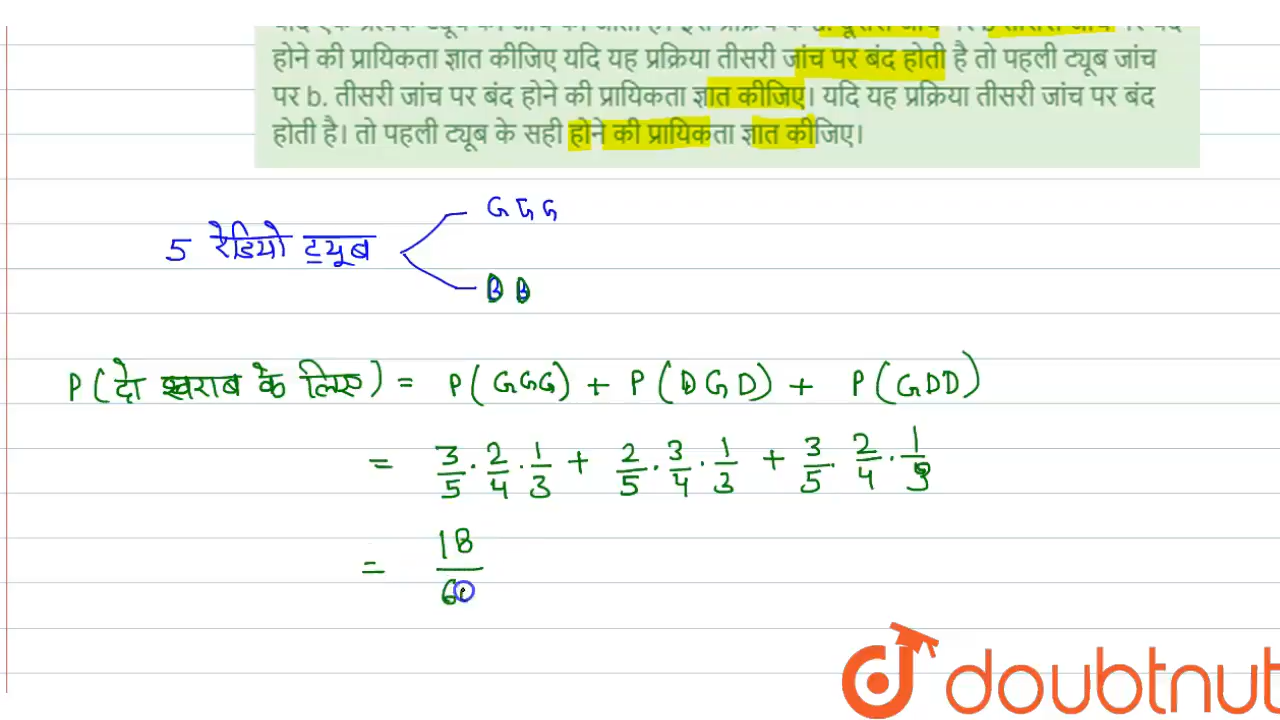 होने की प्रायिकता ज्ञात कीजिए यदि यह प्रक्रिया तीसरी जांच पर बंद होती है तो पहली ट्यूब जांच
पर b. तीसरी जांच पर बंद होने की प्रायिकता ज्ञात कीजिए। यदि यह प्रक्रिया तीसरी जांच पर बंद
होती है। तो पहली ट्यूब के सही होने की प्रायिकता ज्ञात कीजिए।
G G G
5 रेडियो ट्यूब
B B
P(दो खराब के लिए) = P(GGG) + P(DGD) + P(GDD)
= 3/5 · 2/4 · 1/3 + 2/5 · 3/4 · 1/3 + 3/5 · 2/4 · 1/3
= 18/60
doubtnut